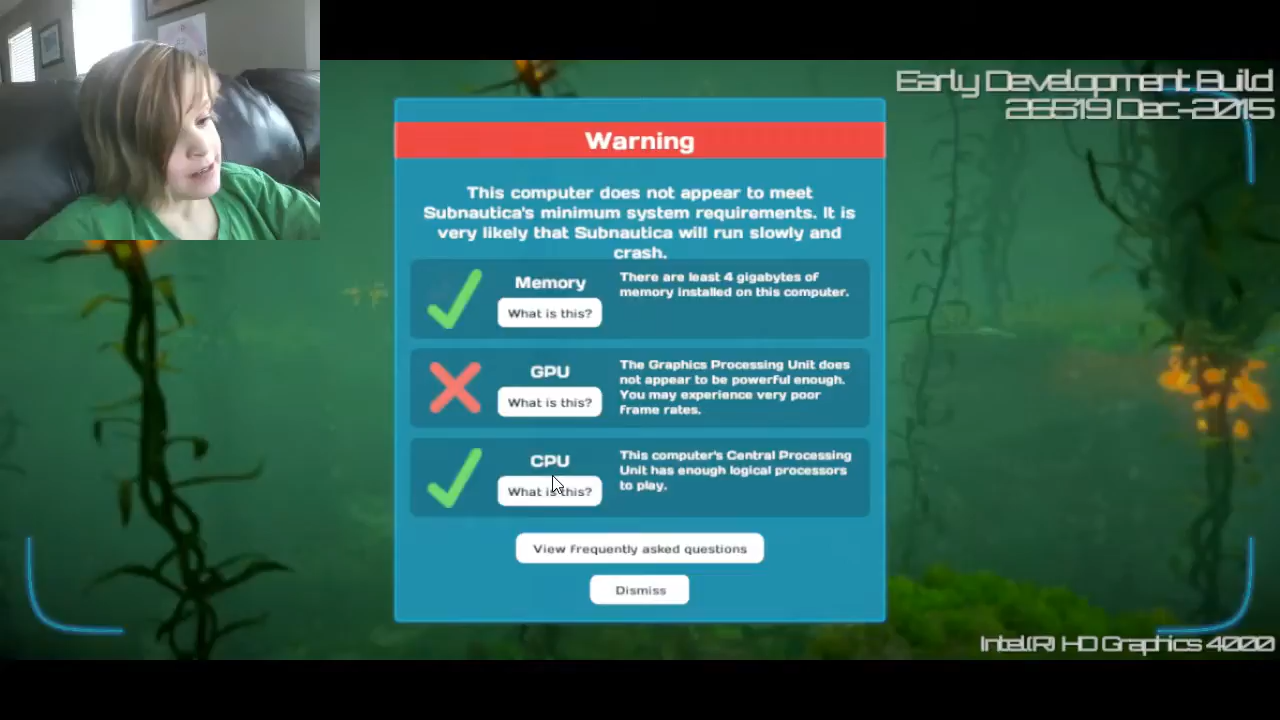 Early Development Build
26519 Dec-2015
Warning
This computer does not appear to meet
Subnautica's minimum system requirements. It is
very likely that Subnautica will run slowly and
crash.
Memory
What is this?
There are least 4 gigabytes of
memory installed on this computer.
GPU
What is this?
The Graphics Processing Unit does
not appear to be powerful enough.
You may experience very poor
frame rates.
CPU
What is this?
This computer's Central Processing
Unit has enough logical processors
to play.
View frequently asked questions
Dismiss
Intel(R) HD Graphics 4000